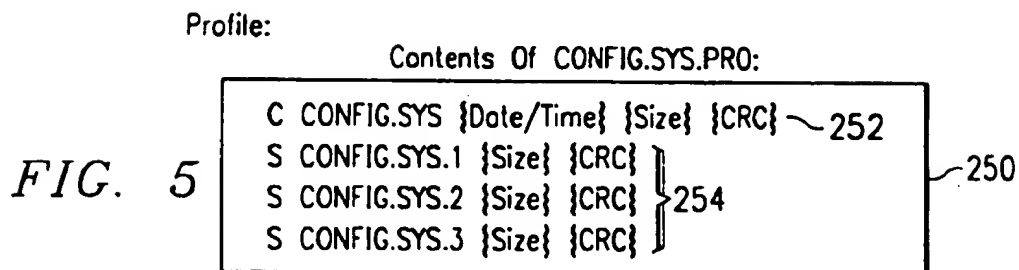 Profile:
Contents Of CONFIG.SYS.PRO:
C CONFIG.SYS {Date/Time} {Size} {CRC} 252
S CONFIG.SYS.1 {Size} {CRC}
S CONFIG.SYS.2 {Size} {CRC} 254
S CONFIG.SYS.3 {Size} {CRC}
250
FIG. 5